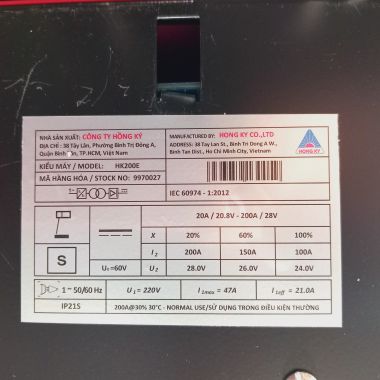 NHÀ SẢN XUẤT: CÔNG TY HỒNG KÝ
ĐỊA CHỈ: 38 Tây Lân, Phường Bình Trị Đông A,
Quận Bình Tân, TP.HCM, Việt Nam
MANUFACTURED BY: HONG KY CO.,LTD
ADDRESS: 38 Tay Lan St., Binh Tri Dong A W.,
Binh Tan Dist., Ho Chi Minh City, Vietnam
HONG KY
KIỂU MÁY / MODEL: HK200E
MÃ HÀNG HÓA / STOCK NO: 9970027
IEC 60974 - 1:2012
20A / 20.8V - 200A / 28V
X 20% 60% 100%
I2 200A 150A 100A
S U0=60V U2 28.0V 26.0V 24.0V
1 ~ 50/60 Hz U1 = 220V I1max = 47A I1eff = 21.0A
IP21S 200A@30% 30°C - NORMAL USE/SỬ DỤNG TRONG ĐIỀU KIỆN THƯỜNG